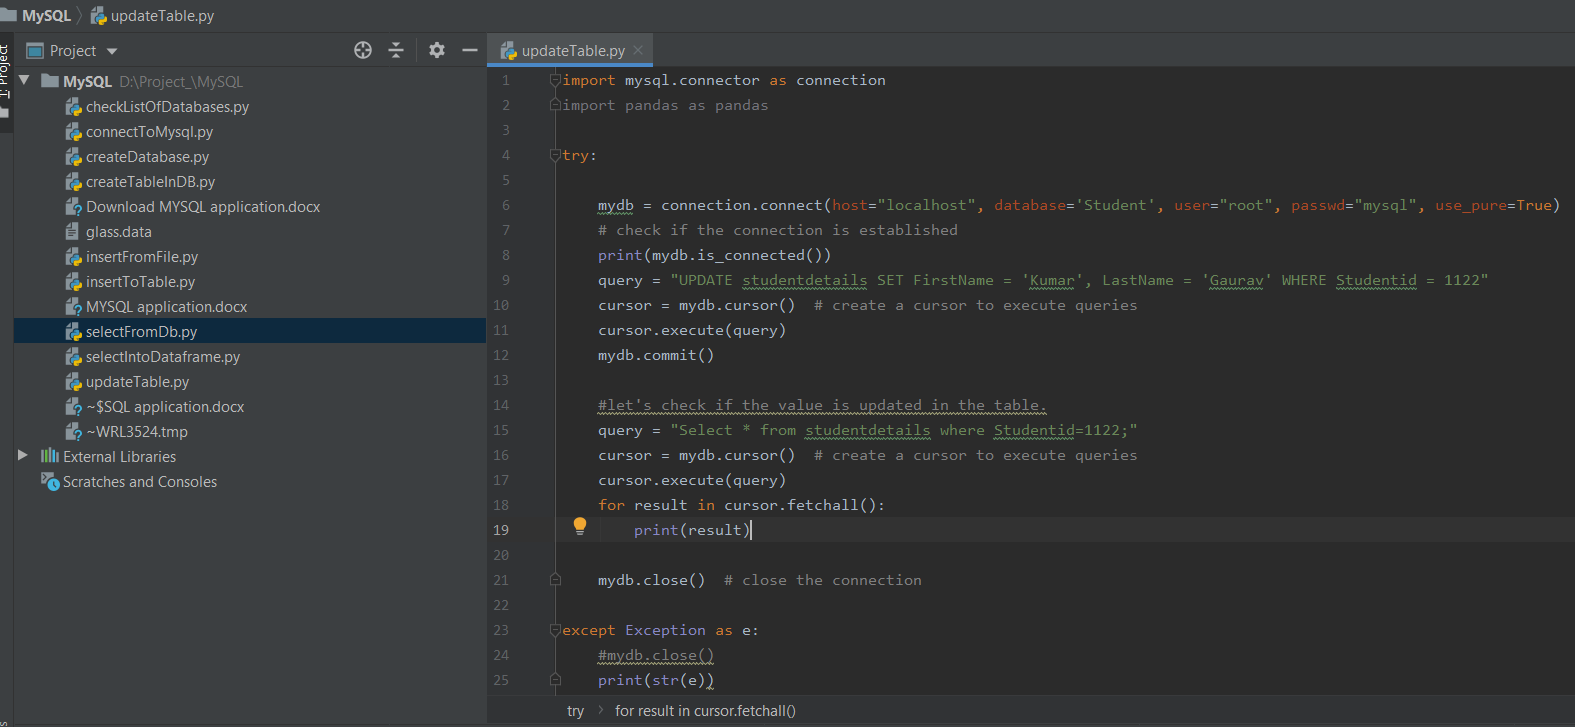 MySQL updateTable.py
1: Project
Project
MySQL D:\Project_\MySQL
checkListOfDatabases.py
connectToMysql.py
createDatabase.py
createTableInDB.py
Download MYSQL application.docx
glass.data
insertFromFile.py
insertToTable.py
MYSQL application.docx
selectFromDb.py
selectIntoDataframe.py
updateTable.py
~$SQL application.docx
~WRL3524.tmp
External Libraries
Scratches and Consoles
updateTable.py
1 import mysql.connector as connection
2 import pandas as pandas
3
4 try:
5
6     mydb = connection.connect(host="localhost", database='Student', user="root", passwd="mysql", use_pure=True)
7     # check if the connection is established
8     print(mydb.is_connected())
9     query = "UPDATE studentdetails SET FirstName = 'Kumar', LastName = 'Gaurav' WHERE Studentid = 1122"
10     cursor = mydb.cursor()  # create a cursor to execute queries
11     cursor.execute(query)
12     mydb.commit()
13
14     #let's check if the value is updated in the table.
15     query = "Select * from studentdetails where Studentid=1122;"
16     cursor = mydb.cursor()  # create a cursor to execute queries
17     cursor.execute(query)
18     for result in cursor.fetchall():
19         print(result)
20
21     mydb.close()  # close the connection
22
23 except Exception as e:
24     #mydb.close()
25     print(str(e))
try for result in cursor.fetchall()